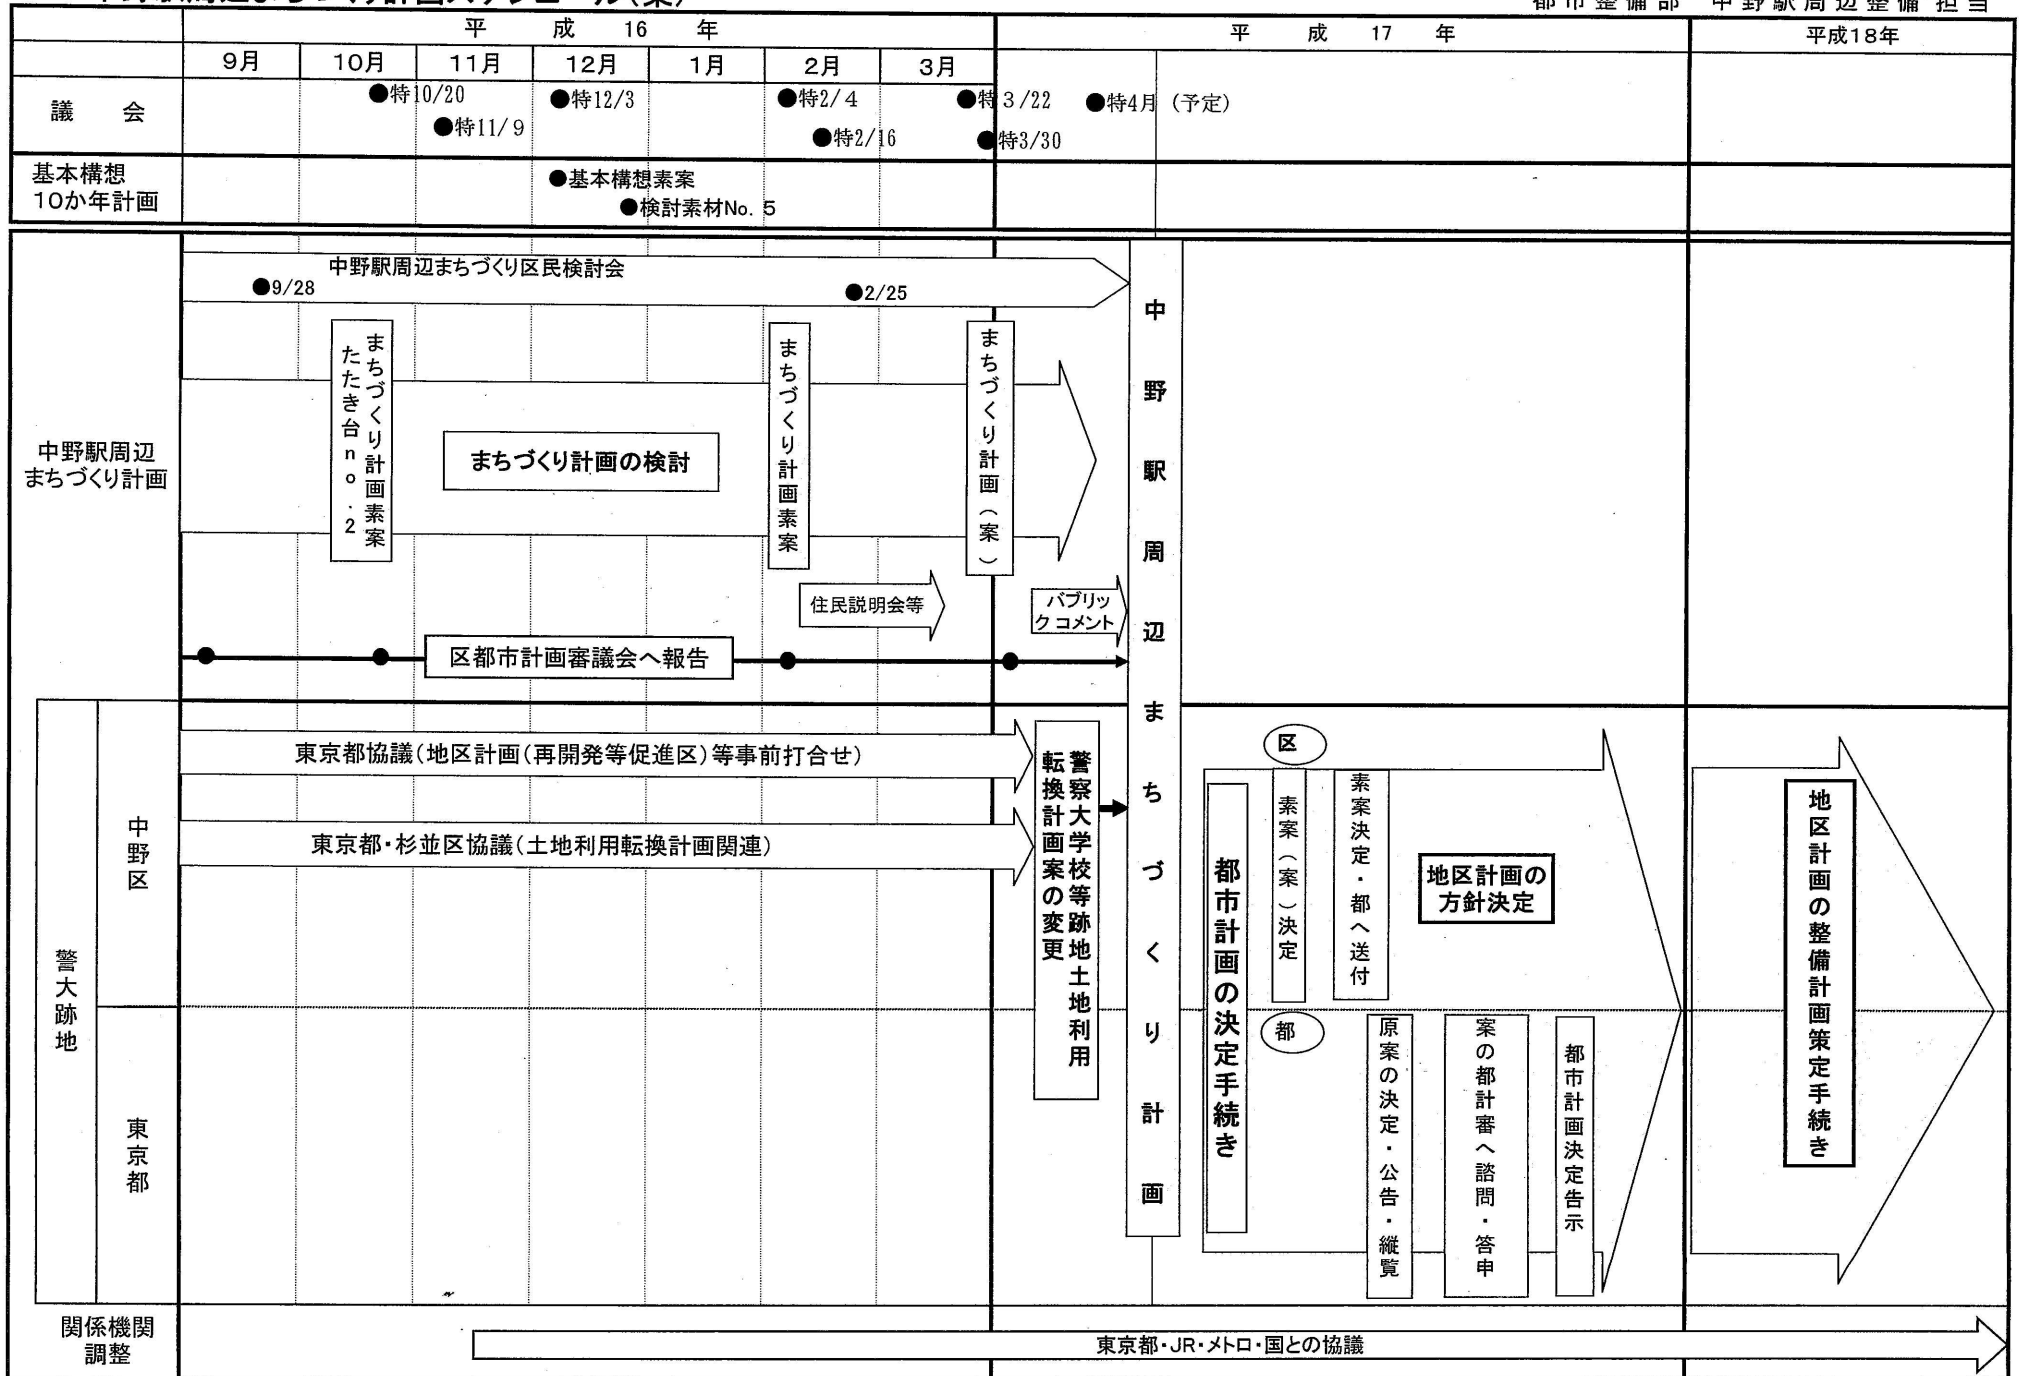 中野駅周辺まちづくり計画スケジュール(案)
都市整備部 中野駅周辺整備担当
平成16年
平成17年
平成18年
9月 10月 11月 12月 1月 2月 3月
議会
●特10/20
●特12/3
●特2/4
●特3/22
●特4月(予定)
●特11/9
●特2/16
●特3/30
基本構想
10か年計画
●基本構想素案
●検討素材No.5
中野駅周辺まちづくり区民検討会
●9/28
●2/25
中野駅周辺
まちづくり計画
まちづくり計画素案
たたき台no.2
まちづくり計画の検討
まちづくり計画素案
まちづくり計画(案)
住民説明会等
パブリッ
クコメント
区都市計画審議会へ報告
中野駅周辺まちづくり計画
警大跡地
中野区
東京都
東京都協議(地区計画(再開発等促進区)等事前打合せ)
東京都・杉並区協議(土地利用転換計画関連)
警察大学校等跡地土地利用
転換計画案の変更
都市計画の決定手続き
区
素案(案)決定
素案決定・都へ送付
地区計画の
方針決定
都
原案の決定・公告・縦覧
案の都計審へ諮問・答申
都市計画決定告示
地区計画の整備計画策定手続き
関係機関
調整
東京都・JR・メトロ・国との協議